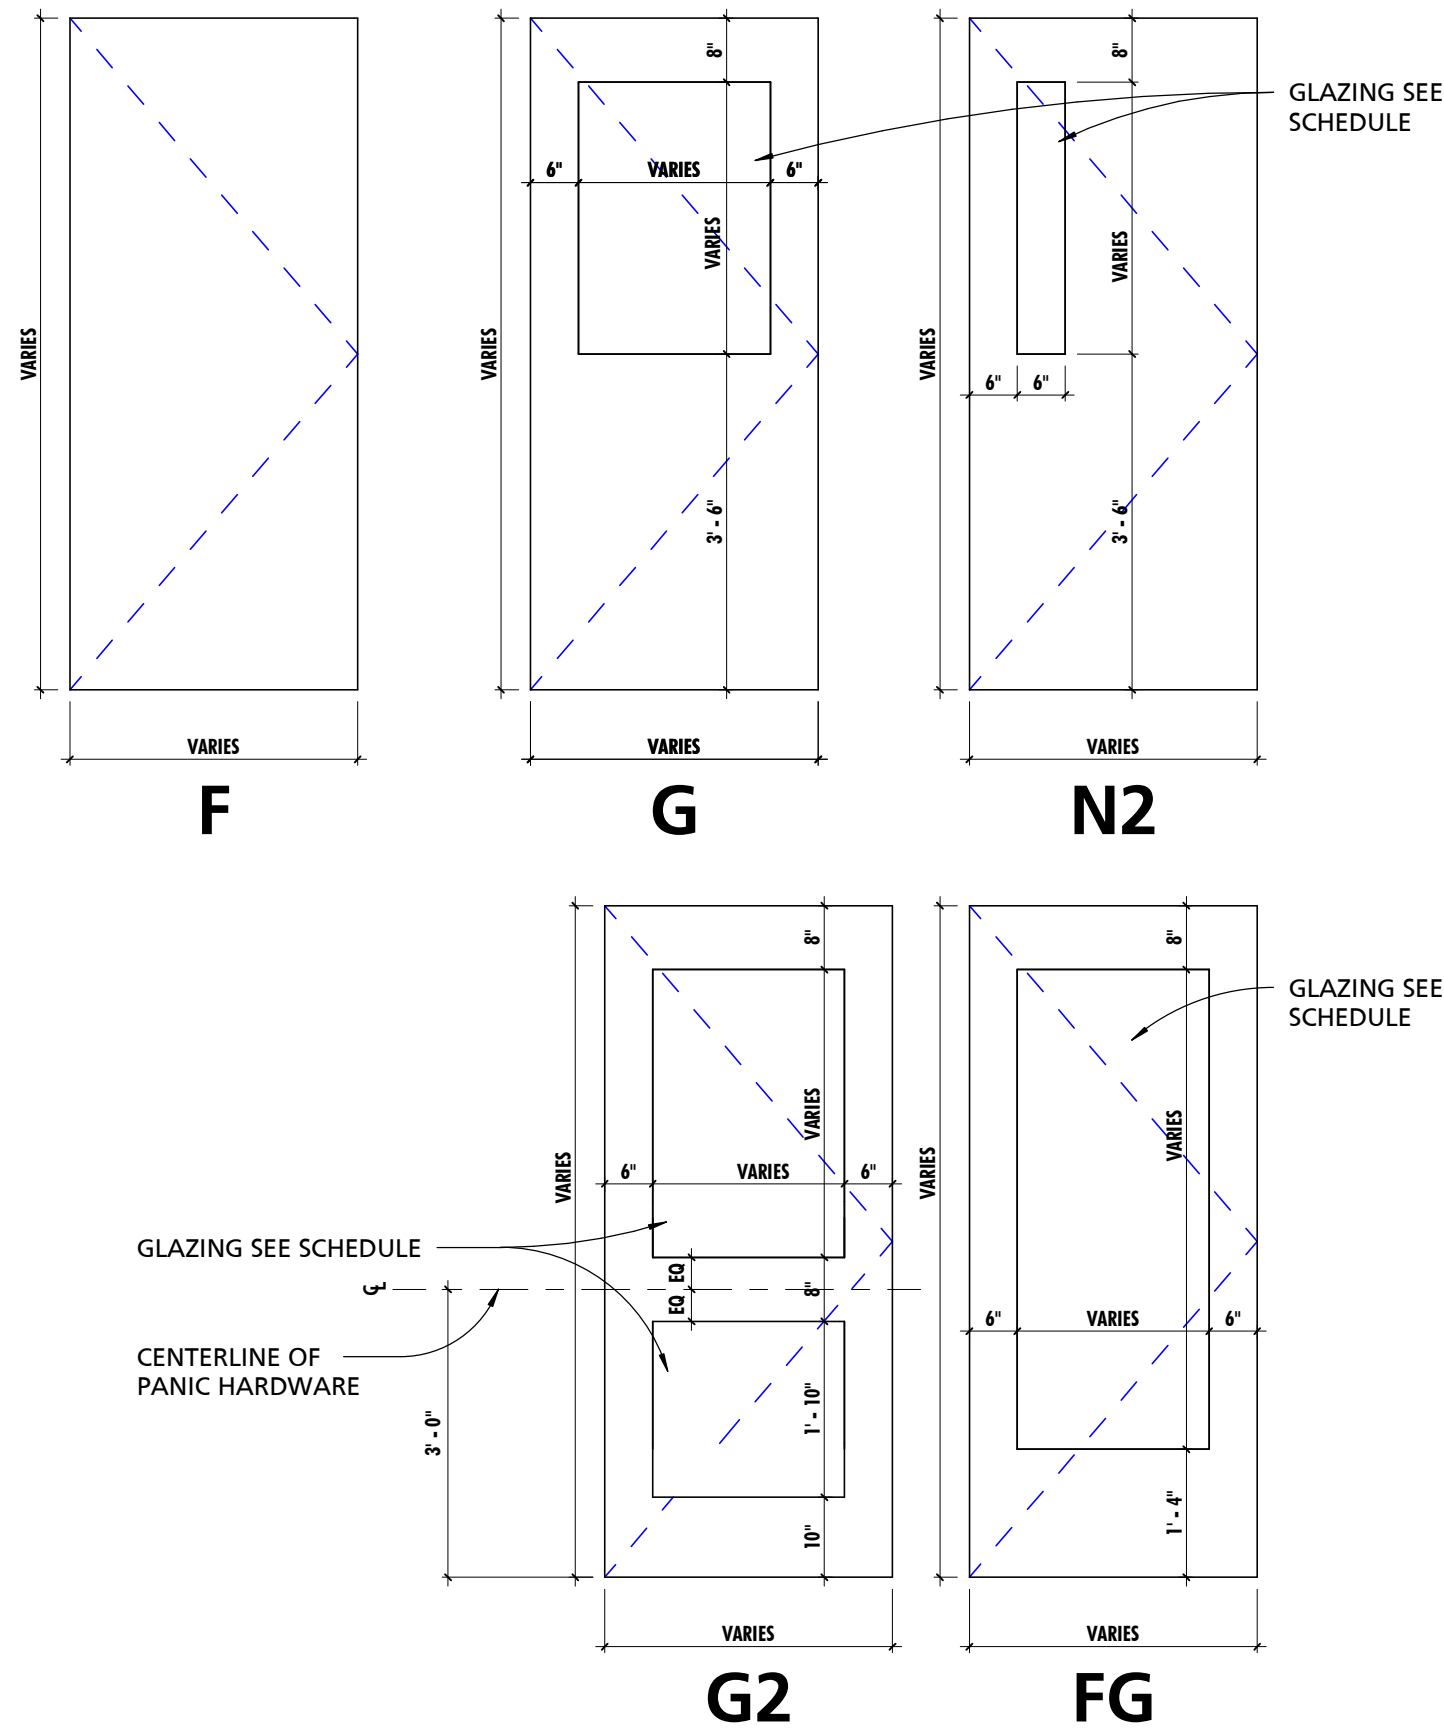 8"
8"
GLAZING SEE
SCHEDULE
6"
VARIES
6"
VARIES
VARIES
VARIES
VARIES
VARIES
6"
6"
3' - 6"
3' - 6"
VARIES
VARIES
VARIES
F
G
N2
8"
8"
GLAZING SEE
SCHEDULE
VARIES
VARIES
VARIES
VARIES
6"
VARIES
6"
GLAZING SEE SCHEDULE
CL
EQ
EQ
8"
6"
VARIES
6"
CENTERLINE OF
PANIC HARDWARE
3' - 0"
1' - 10"
10"
1' - 4"
VARIES
VARIES
G2
FG